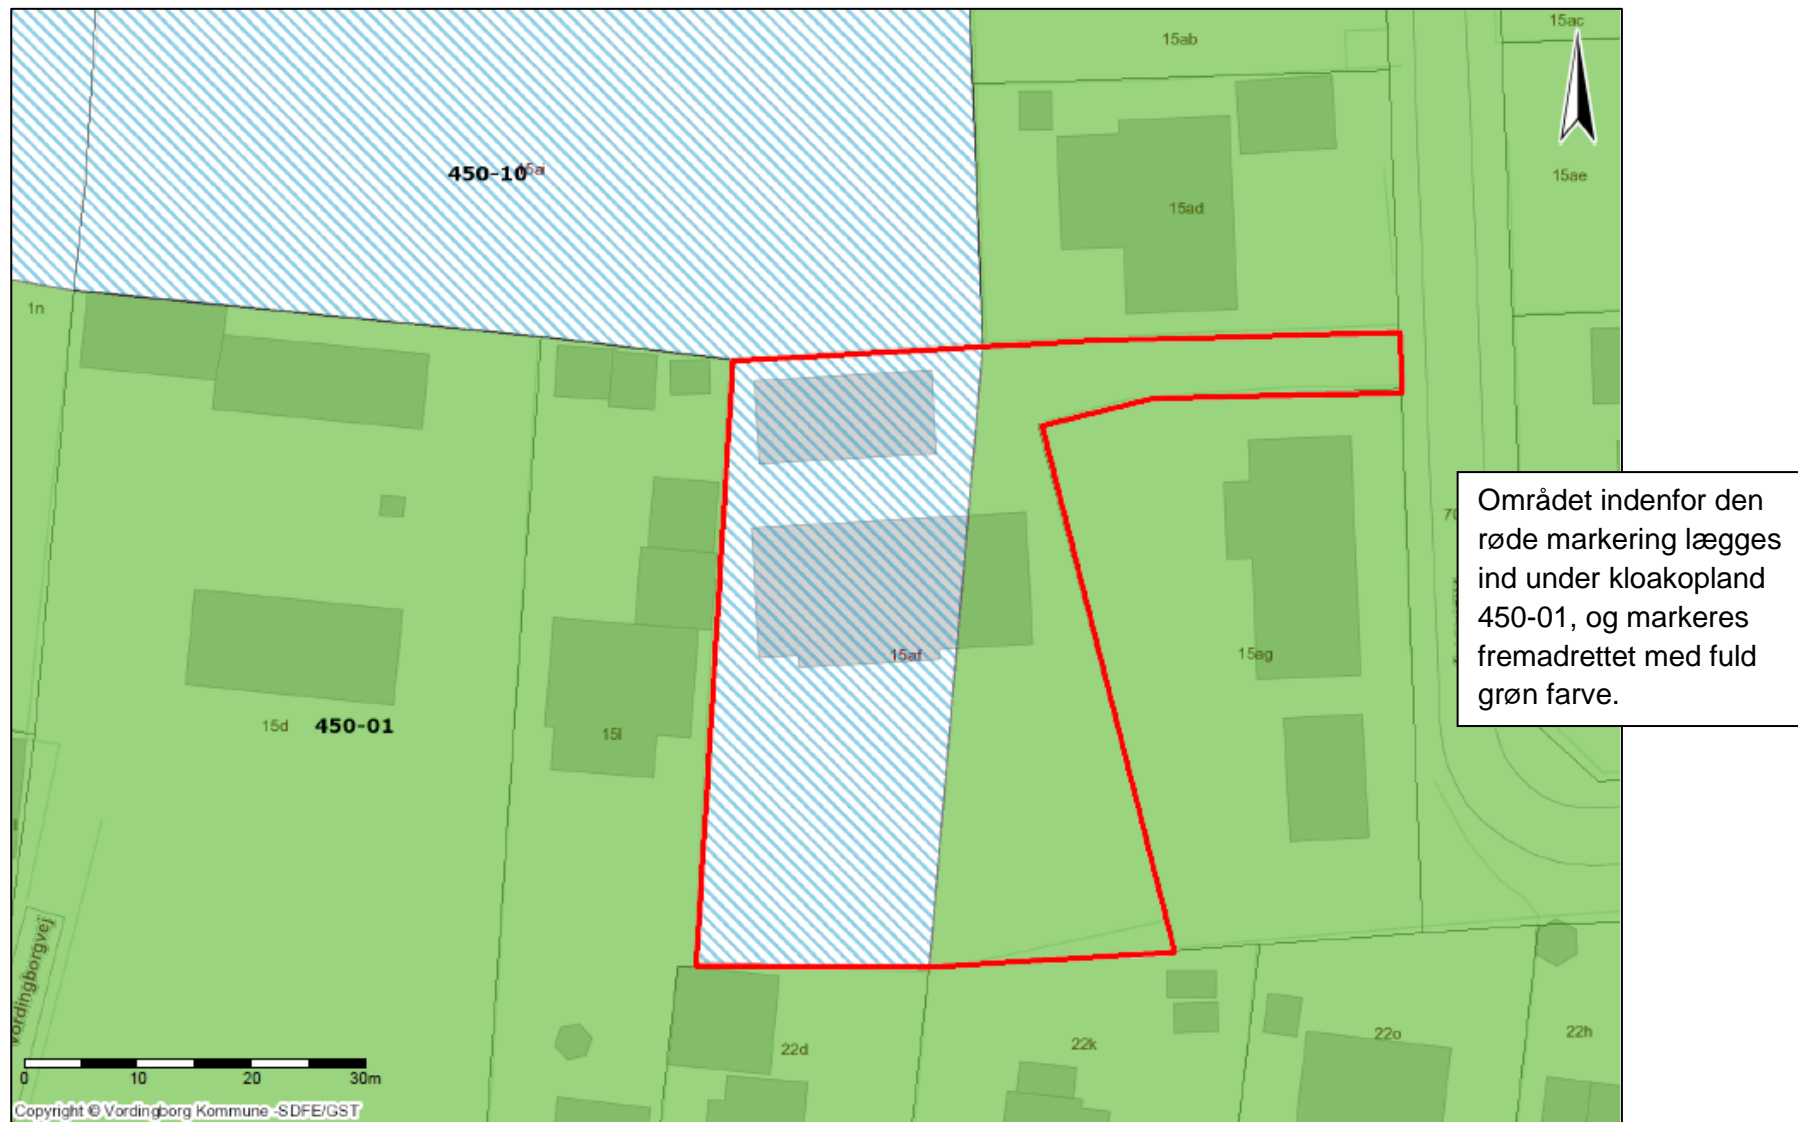 15ac
15ab
450-10
15ai
15ae
15ad
1n
Området indenfor den
røde markering lægges
ind under kloakopland
450-01, og markeres
fremadrettet med fuld
grøn farve.
15af
15ag
15d
450-01
15l
Vordingborgvej
22d
22k
22o
22h
0 10 20 30m
Copyright © Vordingborg Kommune -SDFE/GST